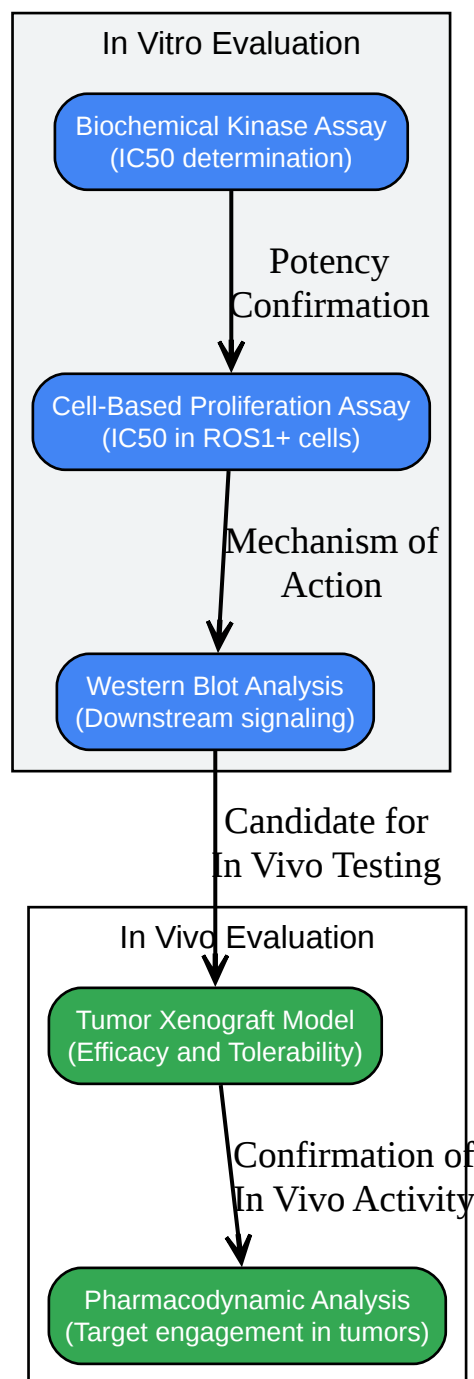 In Vitro Evaluation
Biochemical Kinase Assay
(IC50 determination)
Potency
Confirmation
Cell-Based Proliferation Assay
(IC50 in ROS1+ cells)
Mechanism of
Action
Western Blot Analysis
(Downstream signaling)
Candidate for
In Vivo Testing
In Vivo Evaluation
Tumor Xenograft Model
(Efficacy and Tolerability)
Confirmation of
In Vivo Activity
Pharmacodynamic Analysis
(Target engagement in tumors)